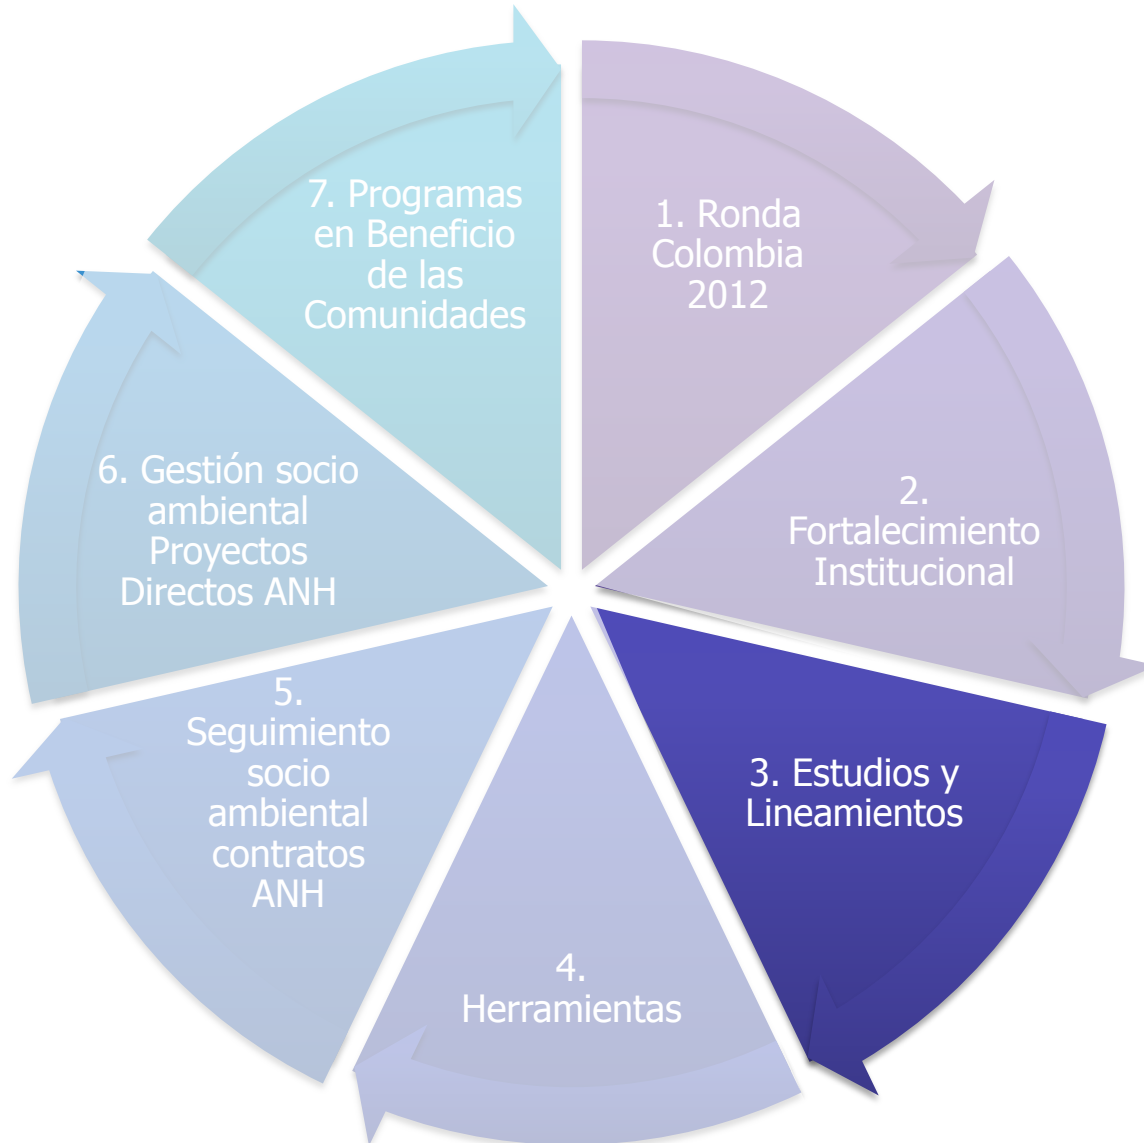 1. Ronda
Colombia
2012
2.
Fortalecimiento
Institucional
3. Estudios y
Lineamientos
4.
Herramientas
5.
Seguimiento
socio
ambiental
contratos
ANH
6. Gestión socio
ambiental
Proyectos
Directos ANH
7. Programas
en Beneficio
de las
Comunidades